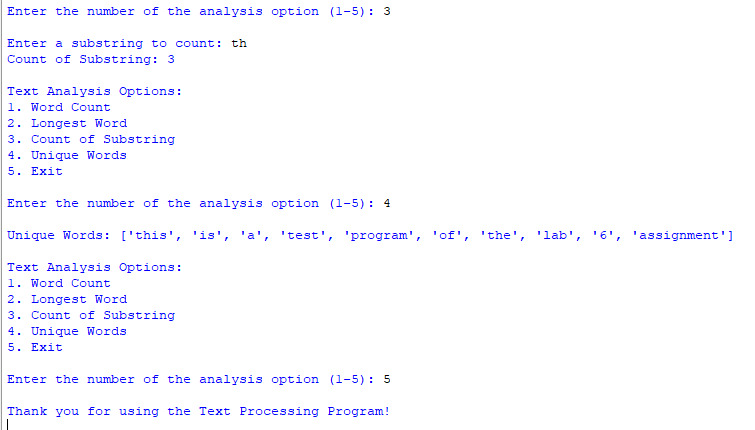 Enter the number of the analysis option (1-5): 3
Enter a substring to count: th
Count of Substring: 3
Text Analysis Options:
1. Word Count
2. Longest Word
3. Count of Substring
4. Unique Words
5. Exit
Enter the number of the analysis option (1-5): 4
Unique Words: ['this', 'is', 'a', 'test', 'program', 'of', 'the', 'lab', '6', 'assignment']
Text Analysis Options:
1. Word Count
2. Longest Word
3. Count of Substring
4. Unique Words
5. Exit
Enter the number of the analysis option (1-5): 5
Thank you for using the Text Processing Program!